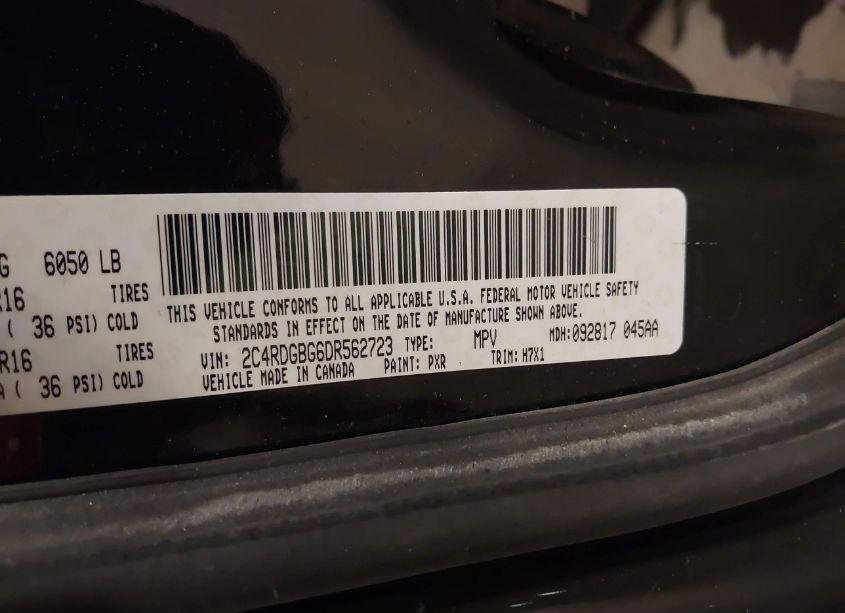 G 6050 LB
R16 TIRES
( 36 PSI) COLD
R16 TIRES
A ( 36 PSI) COLD
THIS VEHICLE CONFORMS TO ALL APPLICABLE U.S.A. FEDERAL MOTOR VEHICLE SAFETY
STANDARDS IN EFFECT ON THE DATE OF MANUFACTURE SHOWN ABOVE.
VIN: 2C4RDGBG6DR562723 TYPE: MPV MDH:092817 045AA
VEHICLE MADE IN CANADA PAINT: PXR TRIM: H7X1